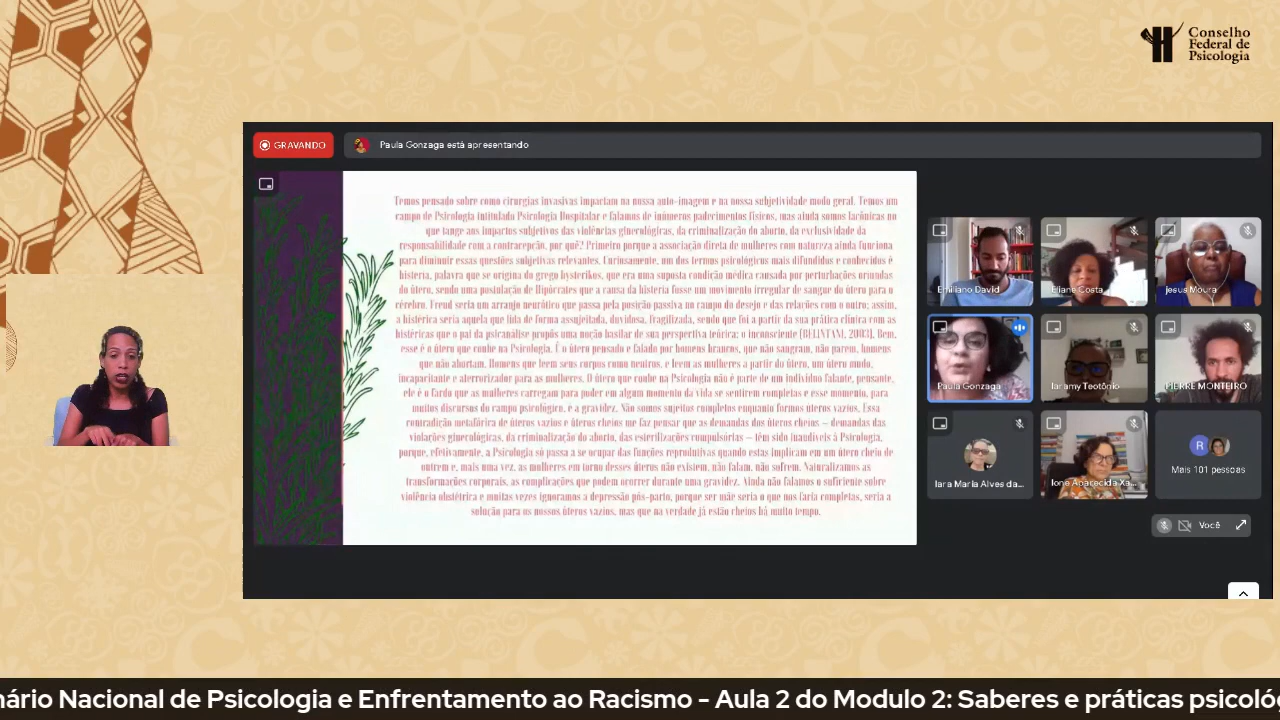 Conselho
Federal de
Psicologia
GRAVANDO
Paula Gonzaga está apresentando
Temos pensado sobre como cirurgias invasivas impactam na nossa auto-imagem e na nossa subjetividade modo geral. Temos um
campo de Psicologia intitulado Psicologia Hospitalar e falamos de inúmeros padecimentos físicos, mas ainda somos lacônicas no
que tange aos impactos subjetivos das violências ginecológicas, da criminalização do aborto, da exclusividade da
responsabilidade com a contracepção, por quê? Primeiro porque a associação direta de mulheres com natureza ainda funciona
para diminuir essas questões subjetivas relevantes. Curiosamente, um dos termos psicológicos mais difundidos e conhecidos é
histeria, palavra que se origina do grego hysterikos, que era uma suposta condição médica causada por perturbações oriundas
do útero, sendo uma postulação de Hipócrates que a causa da histeria fosse um movimento irregular de sangue do útero para o
cérebro. Freud seria um arranjo neurótico que passa pela posição passiva no campo do desejo e das relações com o outro; assim,
a histérica seria aquela que lida de forma assujeitada, duvidosa, fragilizada, sendo que foi a partir da sua prática clínica com as
histéricas que o pai da psicanálise propôs uma noção basilar de sua perspectiva teórica: o inconsciente (BELINTANI, 2003). Bem,
esse é o útero que coube na Psicologia. É o útero pensado e falado por homens brancos, que não sangram, não parem, homens
que não abortam. Homens que leem seus corpos como neutros, e leem as mulheres a partir do útero, um útero mudo,
incapacitante e aterrorizador para as mulheres. O útero que coube na Psicologia não é parte de um indivíduo falante, pensante,
ele é o fardo que as mulheres carregam para poder em algum momento da vida se sentirem completas e esse momento, para
muitos discursos do campo psicológico, é a gravidez. Não somos sujeitos completos enquanto formos úteros vazios. Essa
contradição metafórica de úteros vazios e úteros cheios me faz pensar que as demandas dos úteros cheios – demandas das
violações ginecológicas, da criminalização do aborto, das esterilizações compulsórias – têm sido inaudíveis à Psicologia,
porque, efetivamente, a Psicologia só passa a se ocupar das funções reprodutivas quando estas implicam em um útero cheio de
outrem e, mais uma vez, as mulheres em torno desses úteros não existem, não falam, não sofrem. Naturalizamos as
transformações corporais, as complicações que podem ocorrer durante uma gravidez. Ainda não falamos o suficiente sobre
violência obstétrica e muitas vezes ignoramos a depressão pós-parto, porque ser mãe seria o que nos faria completas, seria a
solução para os nossos úteros vazios, mas que na verdade já estão cheios há muito tempo.
Emiliano David
Eliane Costa
jesus Moura
Paula Gonzaga
Iaramy Teotônio
PIERRE MONTEIRO
Iara Maria Alves da...
Ione Aparecida Xa...
R
Mais 101 pessoas
Você
nário Nacional de Psicologia e Enfrentamento ao Racismo - Aula 2 do Modulo 2: Saberes e práticas psicológ